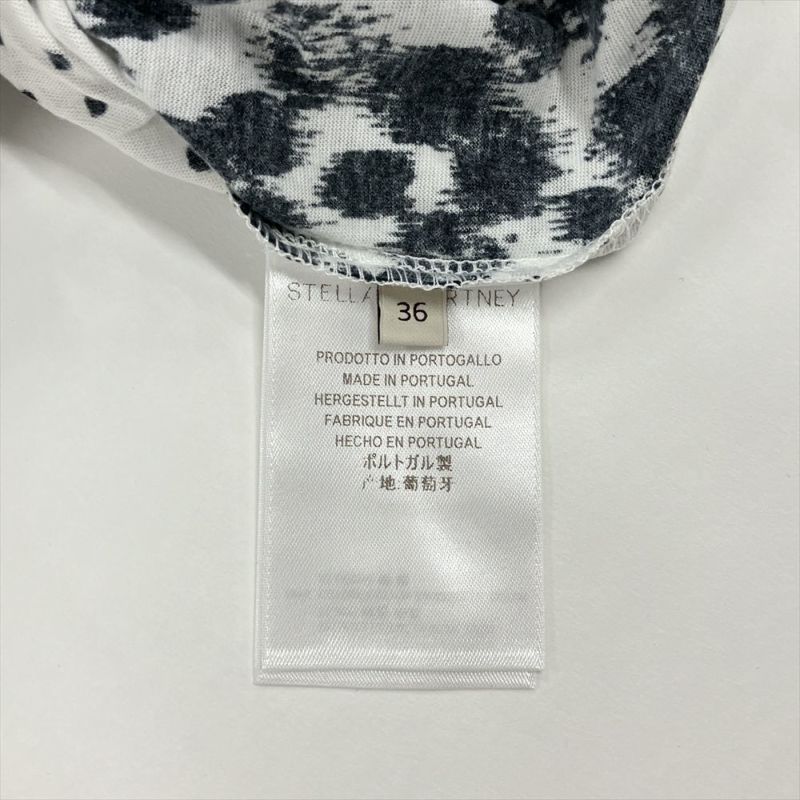 STELLA
RTNEY
36
PRODOTTO IN PORTOGALLO
MADE IN PORTUGAL
HERGESTELLT IN PORTUGAL
FABRIQUE EN PORTUGAL
HECHO EN PORTUGAL
ポルトガル製
产地:葡萄牙